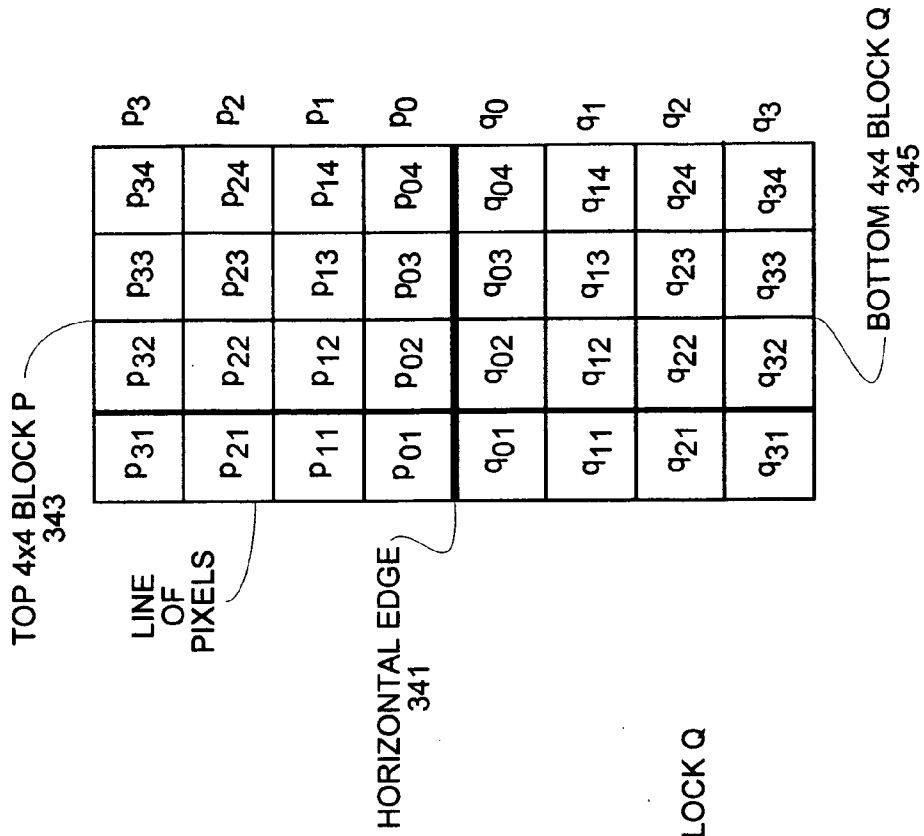 TOP 4x4 BLOCK P
343
LINE
OF
PIXELS
HORIZONTAL EDGE
341
p31 p32 p33 p34 p3
p21 p22 p23 p24 p2
p11 p12 p13 p14 p1
p01 p02 p03 p04 p0
q01 q02 q03 q04 q0
q11 q12 q13 q14 q1
q21 q22 q23 q24 q2
q31 q32 q33 q34 q3
BOTTOM 4x4 BLOCK Q
345
LOCK Q